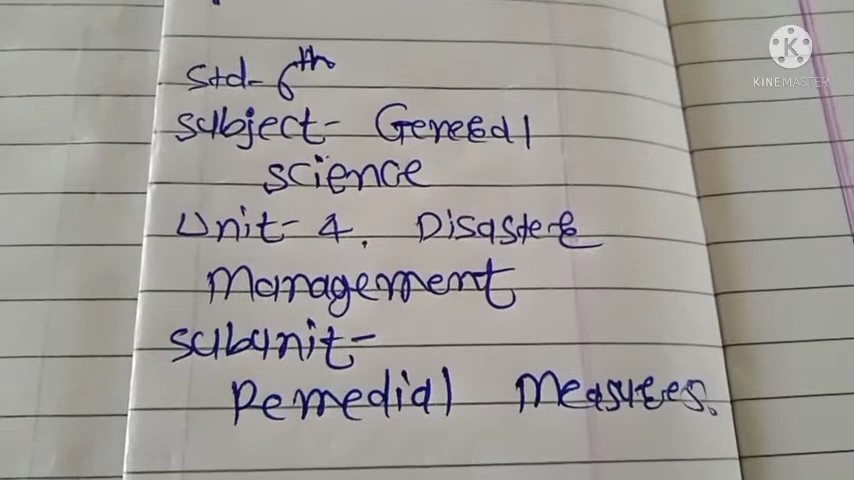 Std- 6th
Subject- General
science
Unit- 4. Disaster
Management
Subunit-
Remedial Measures.
KINEMASTER